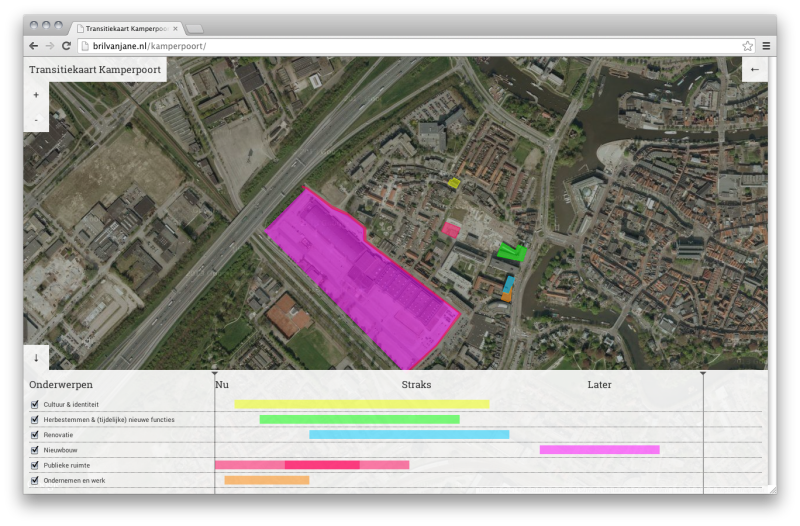 Transitiekaart Kamperpoo
brilvanjane.nl/kamperpoort/
Transitiekaart Kamperpoort
←
+
-
↓
Onderwerpen
Nu
Straks
Later
Cultuur & identiteit
Herbestemmen & (tijdelijke) nieuwe functies
Renovatie
Nieuwbouw
Publieke ruimte
Ondernemen en werk